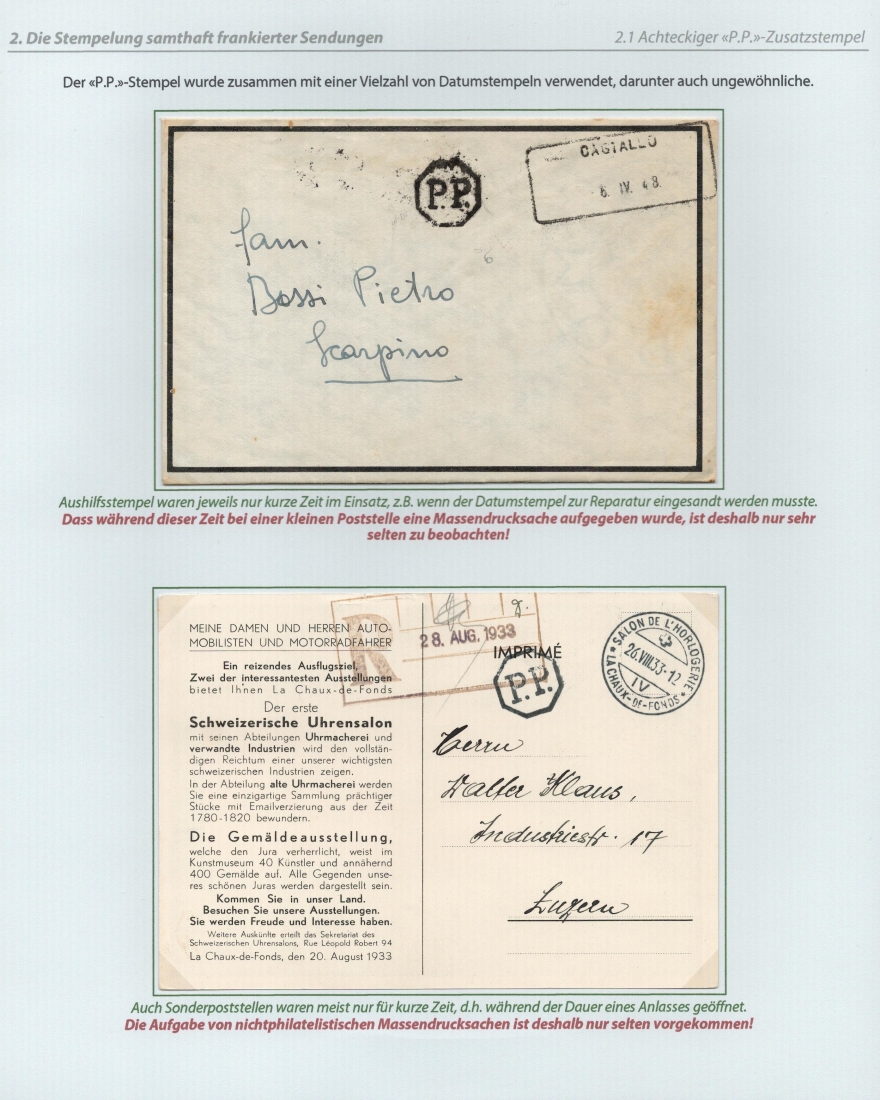 2. Die Stempelung samthaft frankierter Sendungen
2.1 Achteckiger «P.P.»-Zusatzstempel
Der «P.P.»-Stempel wurde zusammen mit einer Vielzahl von Datumstempeln verwendet, darunter auch ungewöhnliche.
CAGIALLO
6. IV. 48.
P.P.
Fam.
Bossi Pietro
Scarpino
6
Aushilfsstempel waren jeweils nur kurze Zeit im Einsatz, z.B. wenn der Datumstempel zur Reparatur eingesandt werden musste.
Dass während dieser Zeit bei einer kleinen Poststelle eine Massendrucksache aufgegeben wurde, ist deshalb nur sehr
selten zu beobachten!
MEINE DAMEN UND HERREN AUTO-
MOBILISTEN UND MOTORRADFAHRER
Ein reizendes Ausflugsziel,
Zwei der interessantesten Ausstellungen
bietet Ihnen La Chaux-de-Fonds
Der erste
Schweizerische Uhrensalon
mit seinen Abteilungen Uhrmacherei und
verwandte Industrien wird den vollstän-
digen Reichtum einer unserer wichtigsten
schweizerischen Industrien zeigen.
In der Abteilung alte Uhrmacherei werden
Sie eine einzigartige Sammlung prächtiger
Stücke mit Emailverzierung aus der Zeit
1780-1820 bewundern.
Die Gemäldeausstellung,
welche den Jura verherrlicht, weist im
Kunstmuseum 40 Künstler und annähernd
400 Gemälde auf. Alle Gegenden unse-
res schönen Juras werden dargestellt sein.
Kommen Sie in unser Land.
Besuchen Sie unsere Ausstellungen.
Sie werden Freude und Interesse haben.
Weitere Auskünfte erteilt das Sekretariat des
Schweizerischen Uhrensalons, Rue Léopold Robert 94
La Chaux-de-Fonds, den 20. August 1933
R
28. AUG. 1933
IMPRIMÉ
P.P.
SALON DE L'HORLOGERIE
26.VIII.33-12
IV
LA CHAUX-DE-FONDS
Herrn
Walter Klaus,
Industriestr. 17
Luzern
Auch Sonderpoststellen waren meist nur für kurze Zeit, d.h. während der Dauer eines Anlasses geöffnet.
Die Aufgabe von nichtphilatelistischen Massendrucksachen ist deshalb nur selten vorgekommen!